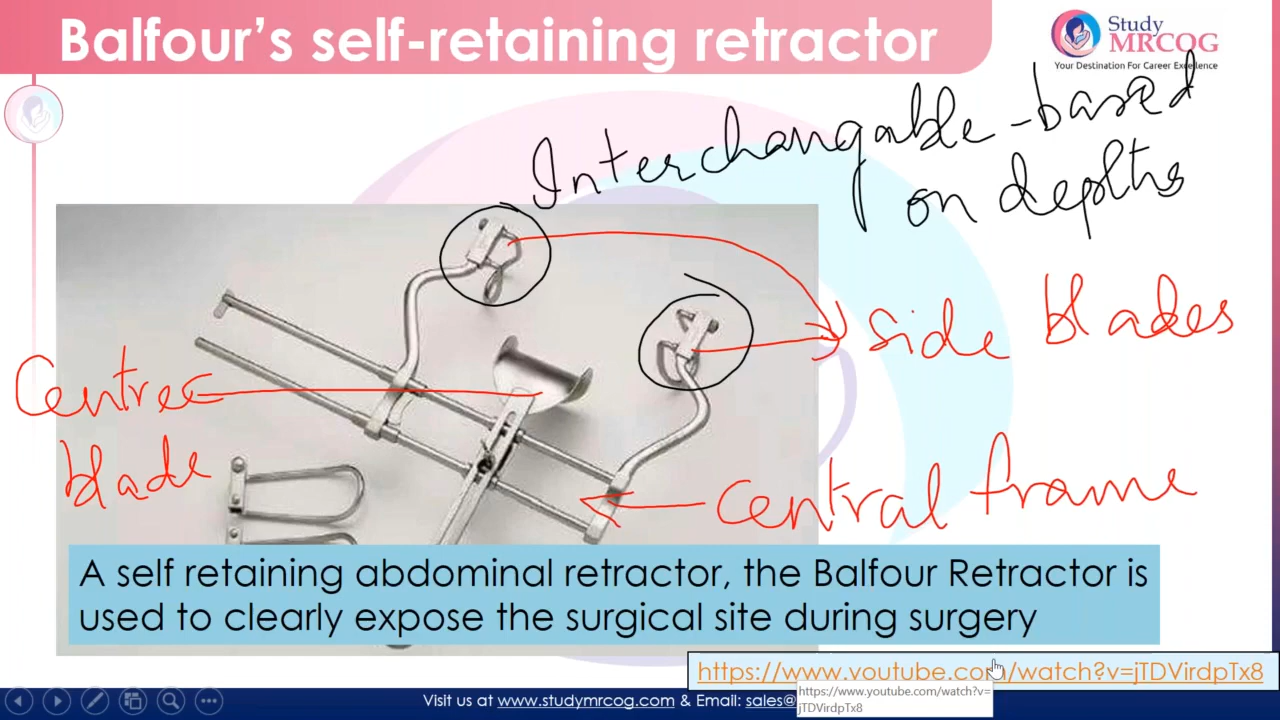 Balfour's self-retaining retractor
Study
MRCOG
Your Destination For Career Excellence
Interchangable-based
on depths
side blades
Centre
blade
Central frame
A self retaining abdominal retractor, the Balfour Retractor is
used to clearly expose the surgical site during surgery
https://www.youtube.com/watch?v=jTDVirdpTx8
Visit us at www.studymrcog.com & Email: sales@
https://www.youtube.com/watch?v=
jTDVirdpTx8